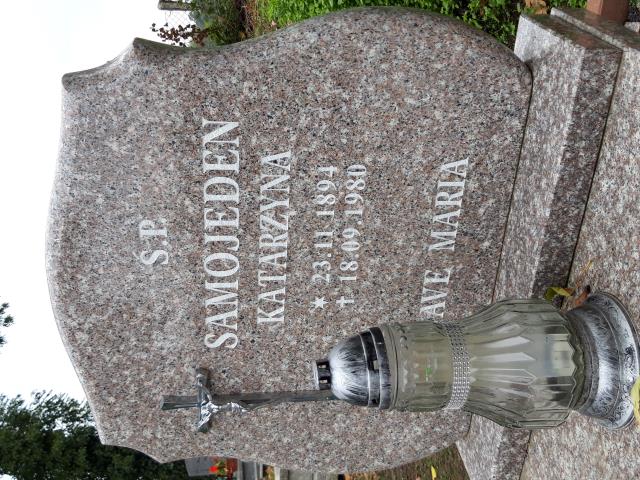 Ś.P.
SAMOJEDEN
KATARZYNA
* 23.11.1894
+ 18.09.1980
AVE MARIA